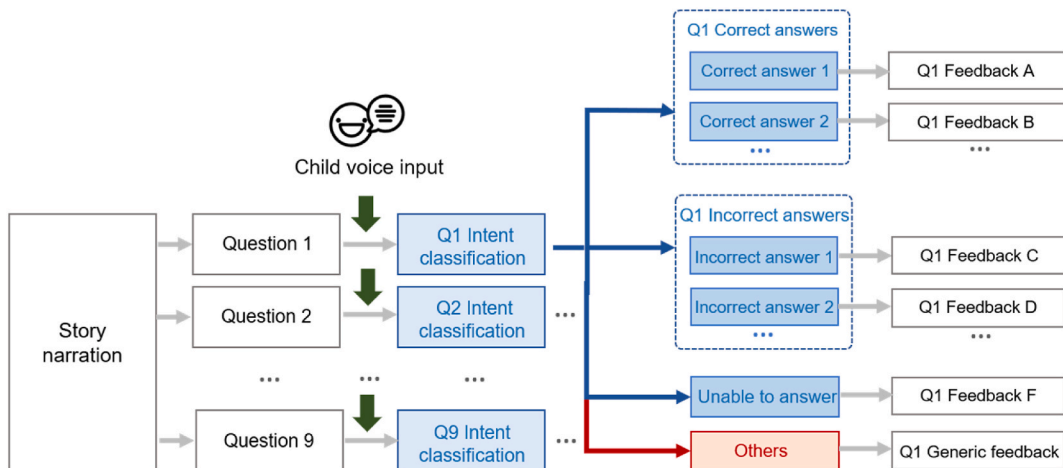 Q1 Correct answers
Correct answer 1
Q1 Feedback A
Correct answer 2
Q1 Feedback B
...
...
Child voice input
Q1 Incorrect answers
Question 1
Q1 Intent
classification
Incorrect answer 1
Q1 Feedback C
Story
narration
Question 2
Q2 Intent
classification
...
Incorrect answer 2
Q1 Feedback D
...
...
...
...
...
Unable to answer
Q1 Feedback F
Question 9
Q9 Intent
classification
...
Others
Q1 Generic feedback